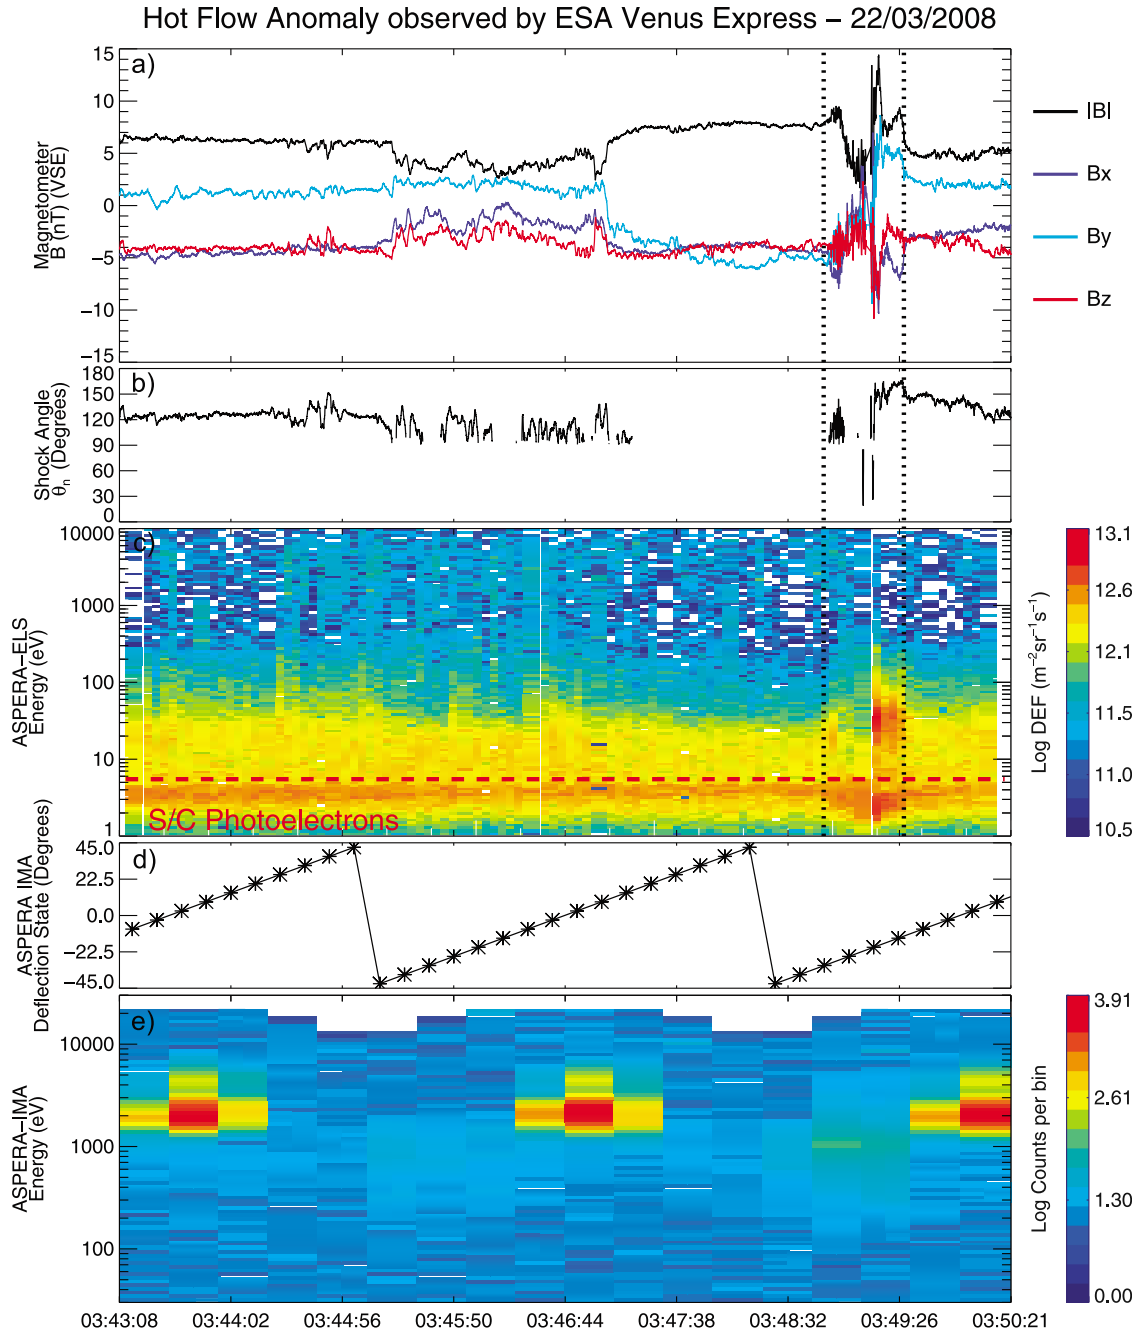 Hot Flow Anomaly observed by ESA Venus Express – 22/03/2008
a)
Magnetometer
B (nT) (VSE)
15
10
5
0
−5
−10
−15
|B|
Bx
By
Bz
b)
Shock Angle
θn (Degrees)
180
150
120
90
60
30
0
c)
ASPERA−ELS
Energy (eV)
10000
1000
100
10
1
S/C Photoelectrons
Log DEF (m⁻²sr⁻¹s⁻¹)
13.1
12.6
12.1
11.5
11.0
10.5
d)
ASPERA IMA
Deflection State (Degrees)
45.0
22.5
0.0
−22.5
−45.0
e)
ASPERA−IMA
Energy (eV)
10000
1000
100
Log Counts per bin
3.91
2.61
1.30
0.00
03:43:08 03:44:02 03:44:56 03:45:50 03:46:44 03:47:38 03:48:32 03:49:26 03:50:21